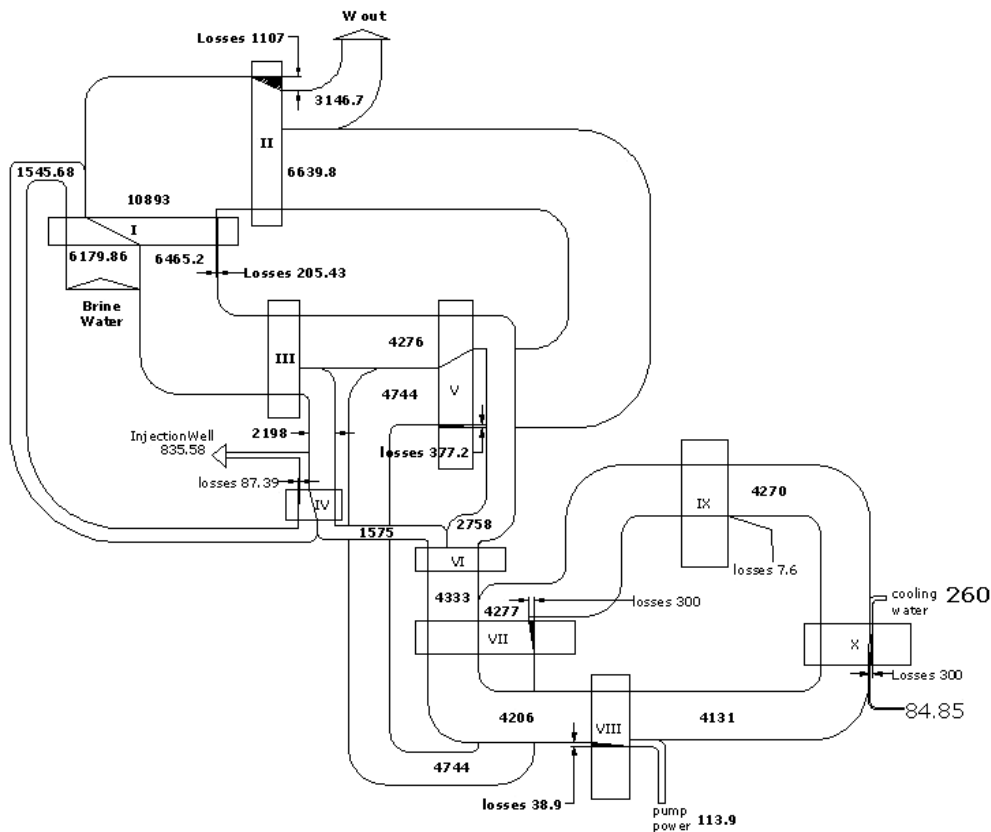 W out
Losses 1107
3146.7
II
1545.68
6639.8
10893
I
6179.86
6465.2
Losses 205.43
Brine
Water
III
4276
4744
V
InjectionWell
835.58
2198
losses 377.2
losses 87.39
IV
IX
4270
1575
2758
losses 7.6
VI
4333
4277
losses 300
cooling
water
260
VII
X
Losses 300
84.85
4206
VIII
4131
4744
losses 38.9
pump
power
113.9